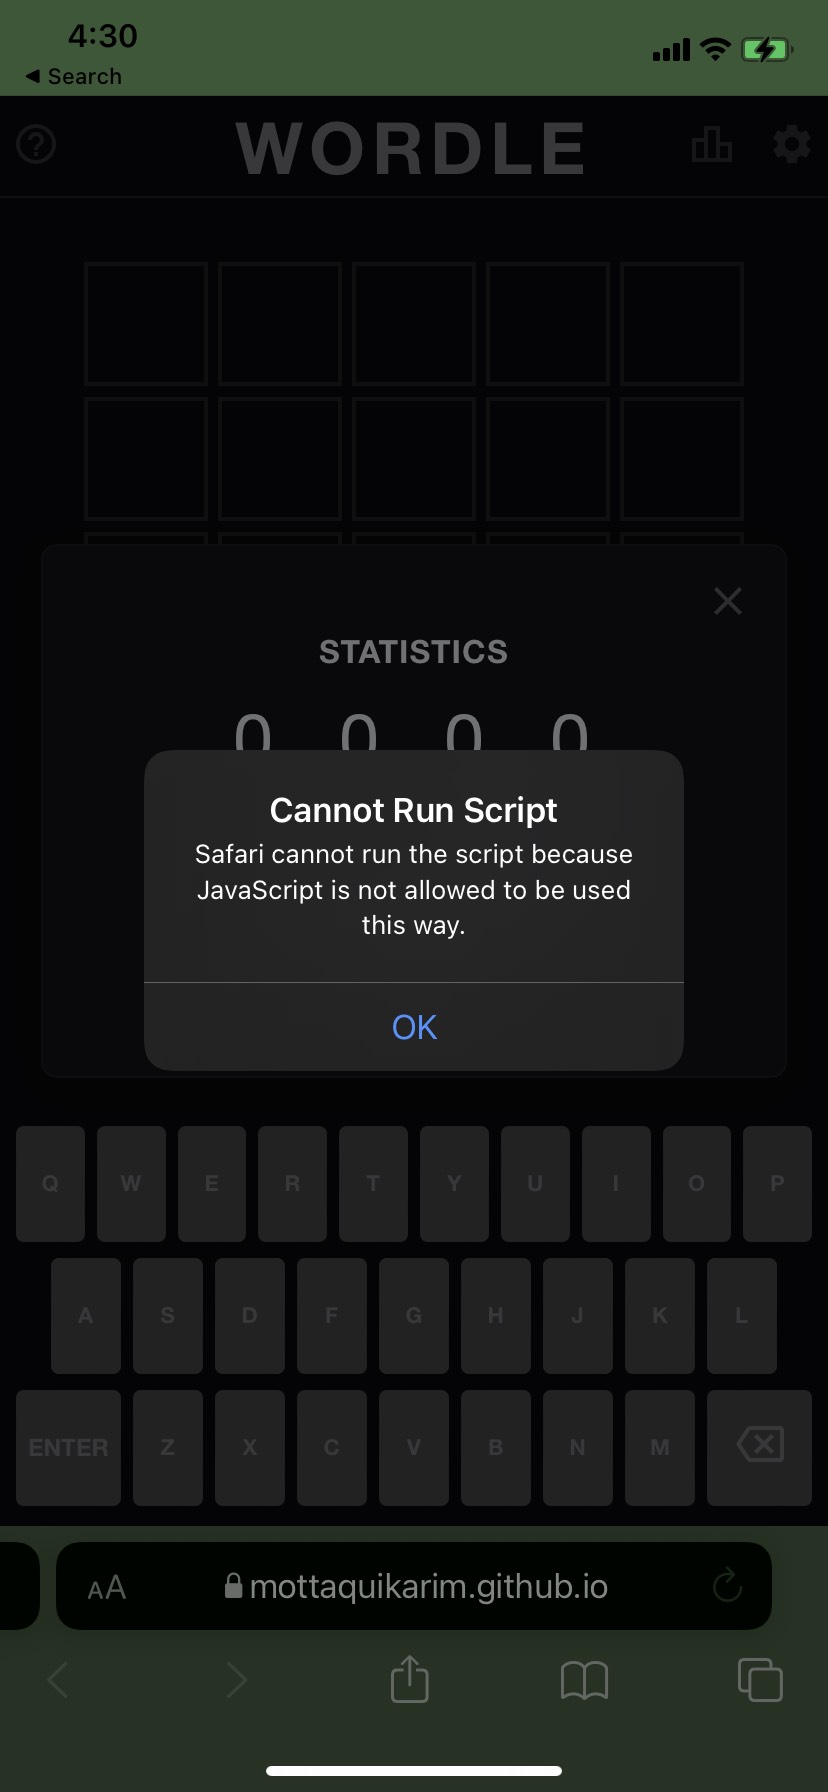 4:30
◀ Search
WORDLE
STATISTICS
0 0 0 0
Cannot Run Script
Safari cannot run the script because
JavaScript is not allowed to be used
this way.
OK
Q W E R T Y U I O P
A S D F G H J K L
ENTER Z X C V B N M
AA mottaquikarim.github.io